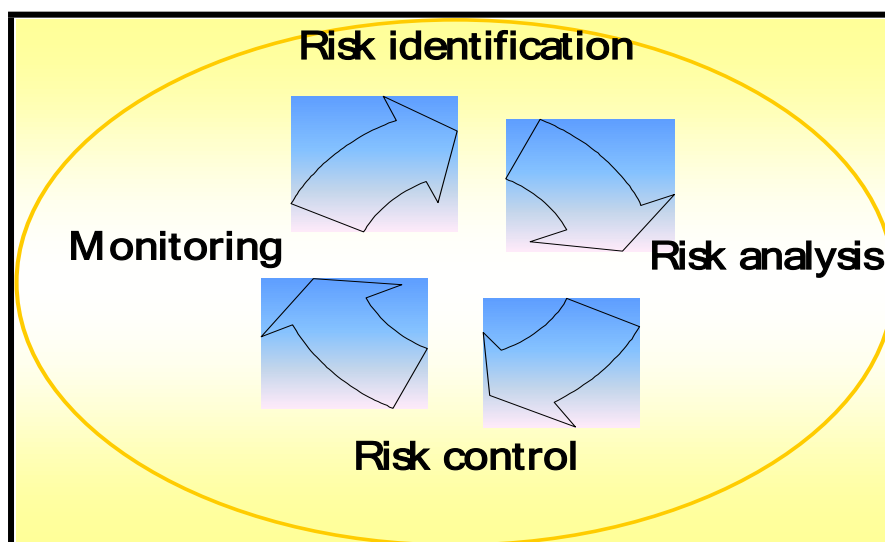 Risk identification
Monitoring
Risk analysis
Risk control